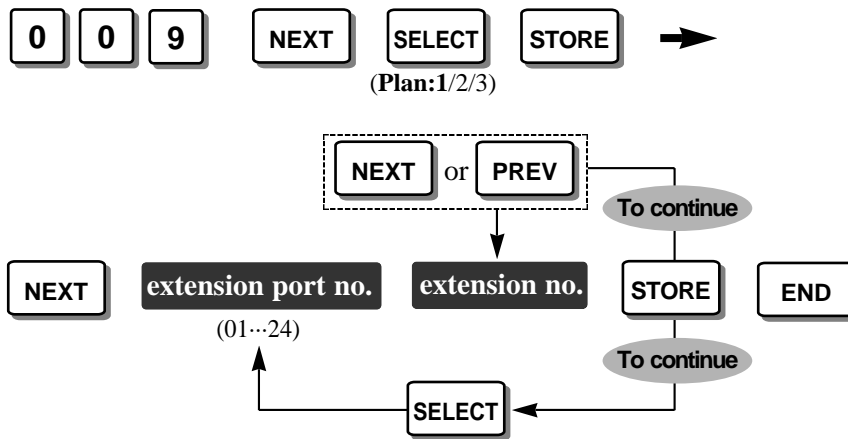 0 0 9 NEXT SELECT STORE
(Plan:1/2/3)
NEXT or PREV
To continue
NEXT extension port no. extension no. STORE END
(01···24)
To continue
SELECT